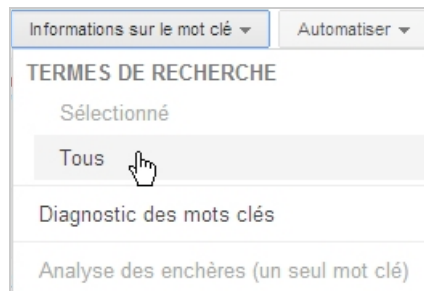 Informations sur le mot clé Automatiser
TERMES DE RECHERCHE
Sélectionné
Tous
Diagnostic des mots clés
Analyse des enchères (un seul mot clé)